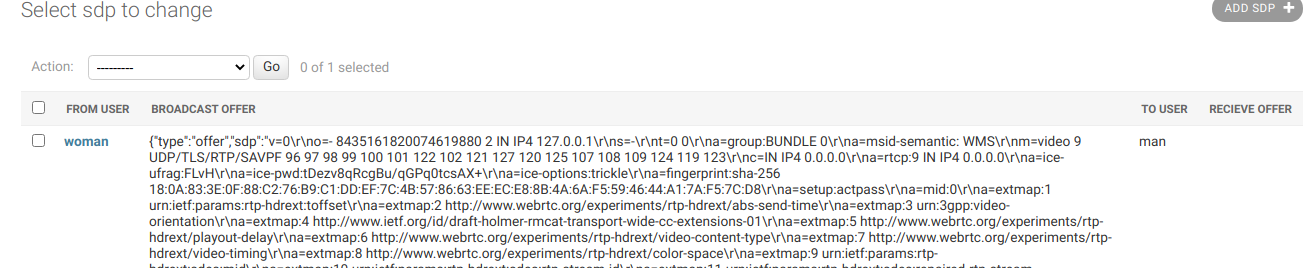 Select sdp to change
ADD SDP +
Action: --------- Go 0 of 1 selected
FROM USER BROADCAST OFFER TO USER RECIEVE OFFER
woman {"type":"offer","sdp":"v=0\r\no=- 8435161820074619880 2 IN IP4 127.0.0.1\r\ns=-\r\nt=0 0\r\na=group:BUNDLE 0\r\na=msid-semantic: WMS\r\nm=video 9 man
UDP/TLS/RTP/SAVPF 96 97 98 99 100 101 122 102 121 127 120 125 107 108 109 124 119 123\r\nc=IN IP4 0.0.0.0\r\na=rtcp:9 IN IP4 0.0.0.0\r\na=ice-
ufrag:FLvH\r\na=ice-pwd:tDezv8qRcgBu/qGPq0tcsAX+\r\na=ice-options:trickle\r\na=fingerprint:sha-256
18:0A:83:3E:0F:88:C2:76:B9:C1:DD:EF:7C:4B:57:86:63:EE:EC:E8:8B:4A:6A:F5:59:46:44:A1:7A:F5:7C:D8\r\na=setup:actpass\r\na=mid:0\r\na=extmap:1
urn:ietf:params:rtp-hdrext:toffset\r\na=extmap:2 http://www.webrtc.org/experiments/rtp-hdrext/abs-send-time\r\na=extmap:3 urn:3gpp:video-
orientation\r\na=extmap:4 http://www.ietf.org/id/draft-holmer-rmcat-transport-wide-cc-extensions-01\r\na=extmap:5 http://www.webrtc.org/experiments/rtp-
hdrext/playout-delay\r\na=extmap:6 http://www.webrtc.org/experiments/rtp-hdrext/video-content-type\r\na=extmap:7 http://www.webrtc.org/experiments/rtp-
hdrext/video-timing\r\na=extmap:8 http://www.webrtc.org/experiments/rtp-hdrext/color-space\r\na=extmap:9 urn:ietf:params:rtp-